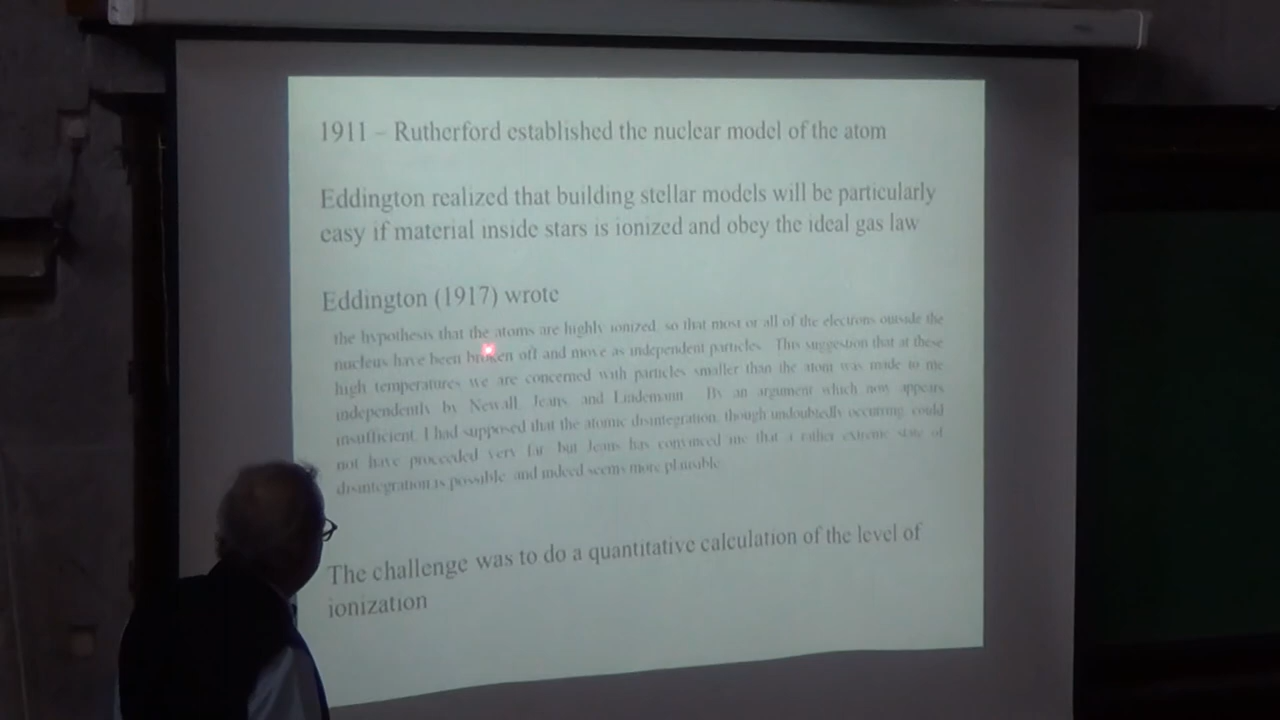 1911 – Rutherford established the nuclear model of the atom
Eddington realized that building stellar models will be particularly
easy if material inside stars is ionized and obey the ideal gas law
Eddington (1917) wrote
the hypothesis that the atoms are highly ionized, so that most or all of the electrons outside the
nucleus have been broken off and move as independent particles. This suggestion that at these
high temperatures we are concerned with particles smaller than the atom was made to me
independently by Newall, Jeans, and Lindemann. By an argument which now appears
insufficient, I had supposed that the atomic disintegration, though undoubtedly occurring, could
not have proceeded very far, but Jeans has convinced me that a rather extreme state of
disintegration is possible, and indeed seems more plausible
The challenge was to do a quantitative calculation of the level of
ionization